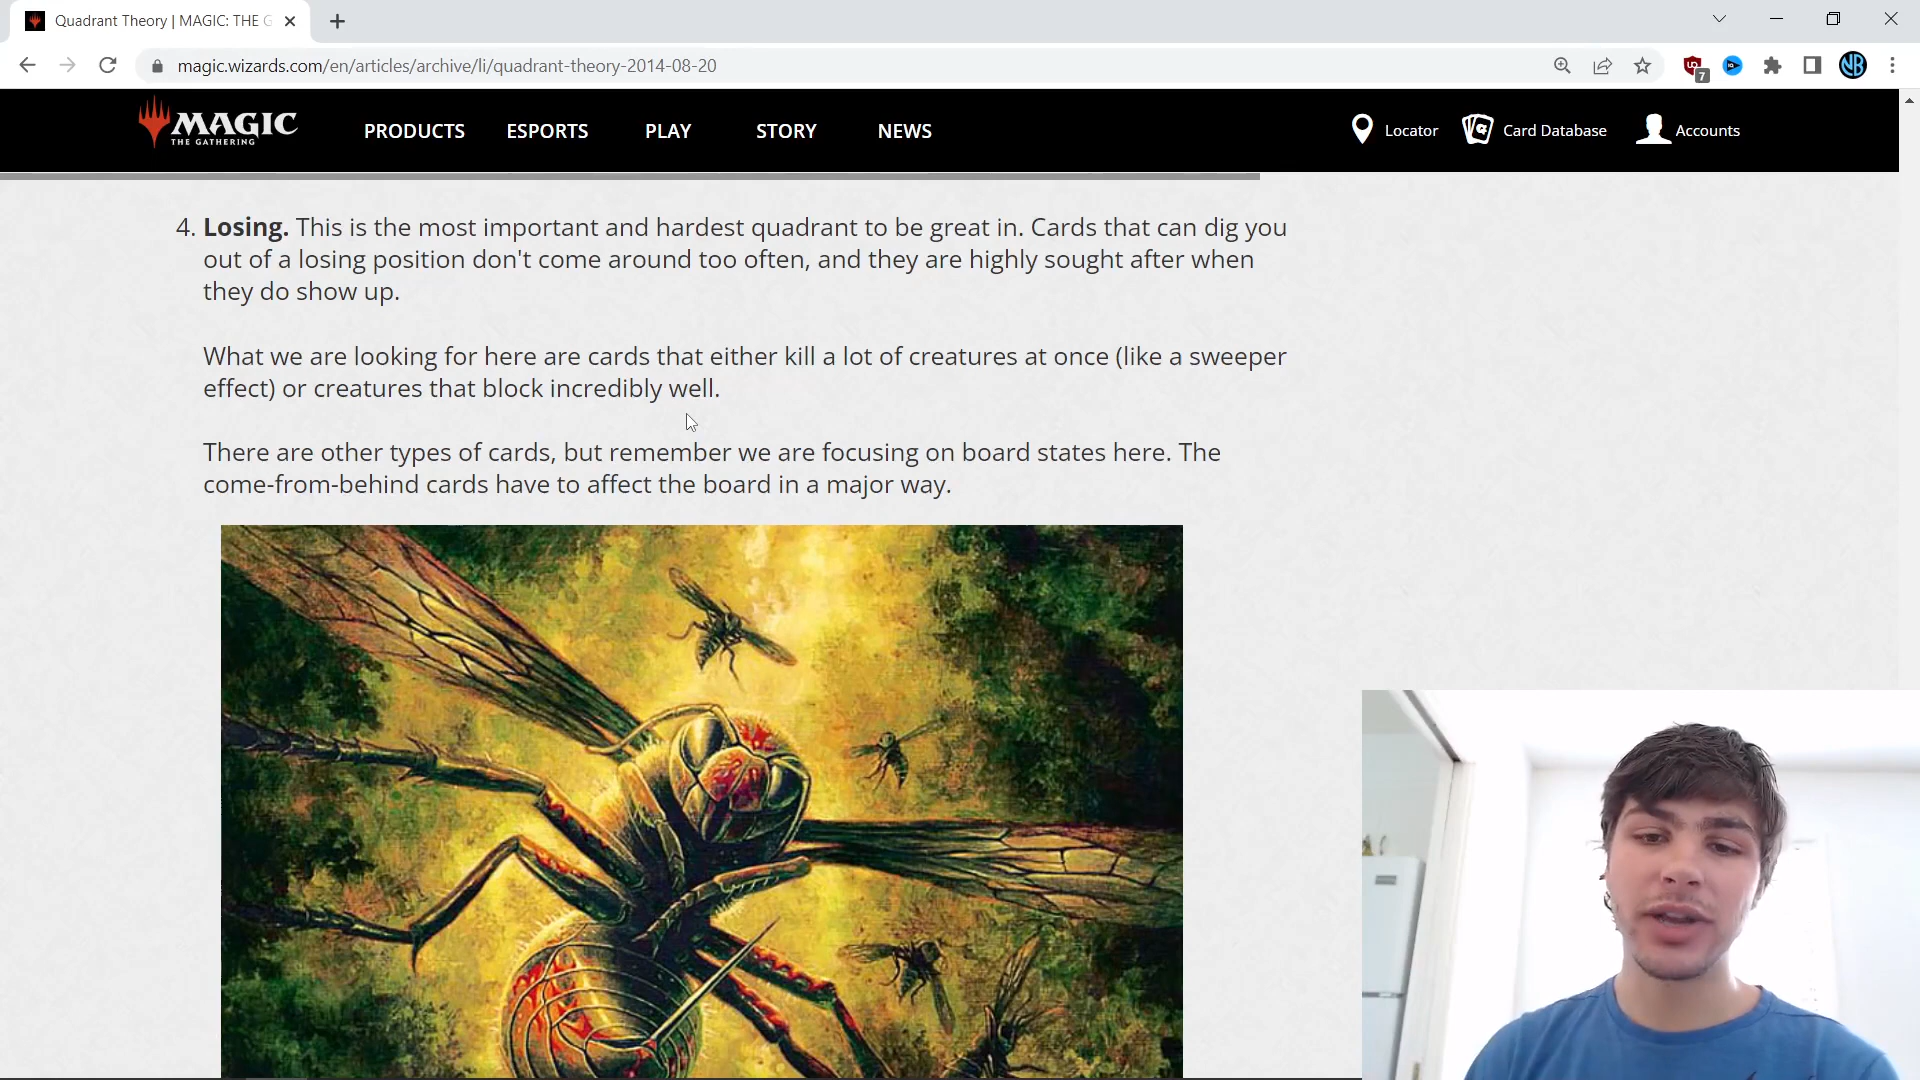 Quadrant Theory | MAGIC: THE G
magic.wizards.com/en/articles/archive/li/quadrant-theory-2014-08-20
7
NB
MAGIC
THE GATHERING
PRODUCTS
ESPORTS
PLAY
STORY
NEWS
Locator
Card Database
Accounts
4. Losing. This is the most important and hardest quadrant to be great in. Cards that can dig you
out of a losing position don't come around too often, and they are highly sought after when
they do show up.
What we are looking for here are cards that either kill a lot of creatures at once (like a sweeper
effect) or creatures that block incredibly well.
There are other types of cards, but remember we are focusing on board states here. The
come-from-behind cards have to affect the board in a major way.